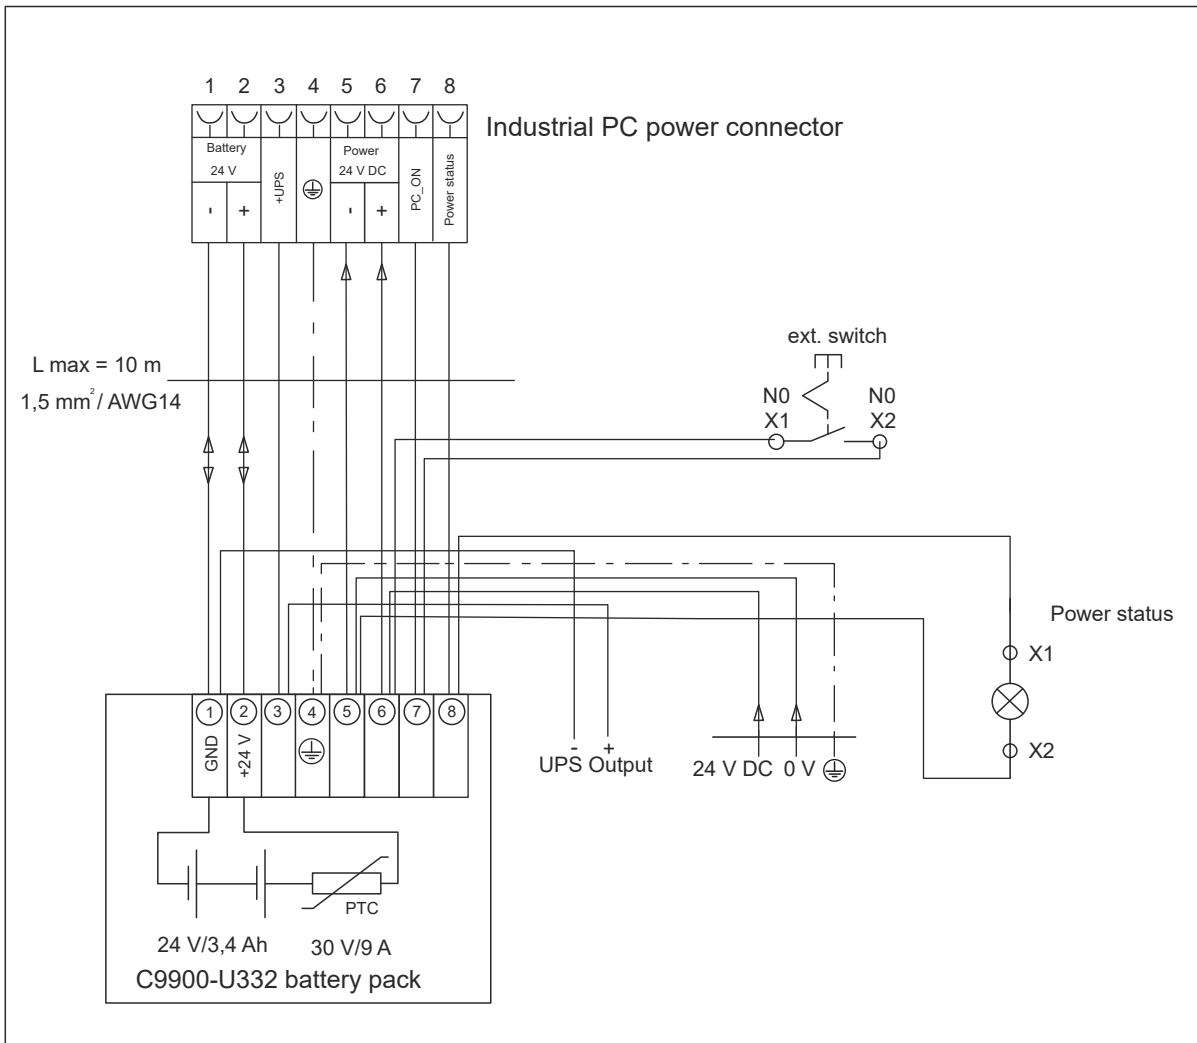 1 2 3 4 5 6 7 8
Industrial PC power connector
Battery
24 V
- +
+UPS
Power
24 V DC
- +
PC_ON
Power status
L max = 10 m
1,5 mm²/ AWG14
ext. switch
N0 N0
X1 X2
Power status
X1
X2
1 2 3 4 5 6 7 8
GND
+24 V
- +
UPS Output
24 V DC 0 V
PTC
24 V/3,4 Ah
30 V/9 A
C9900-U332 battery pack